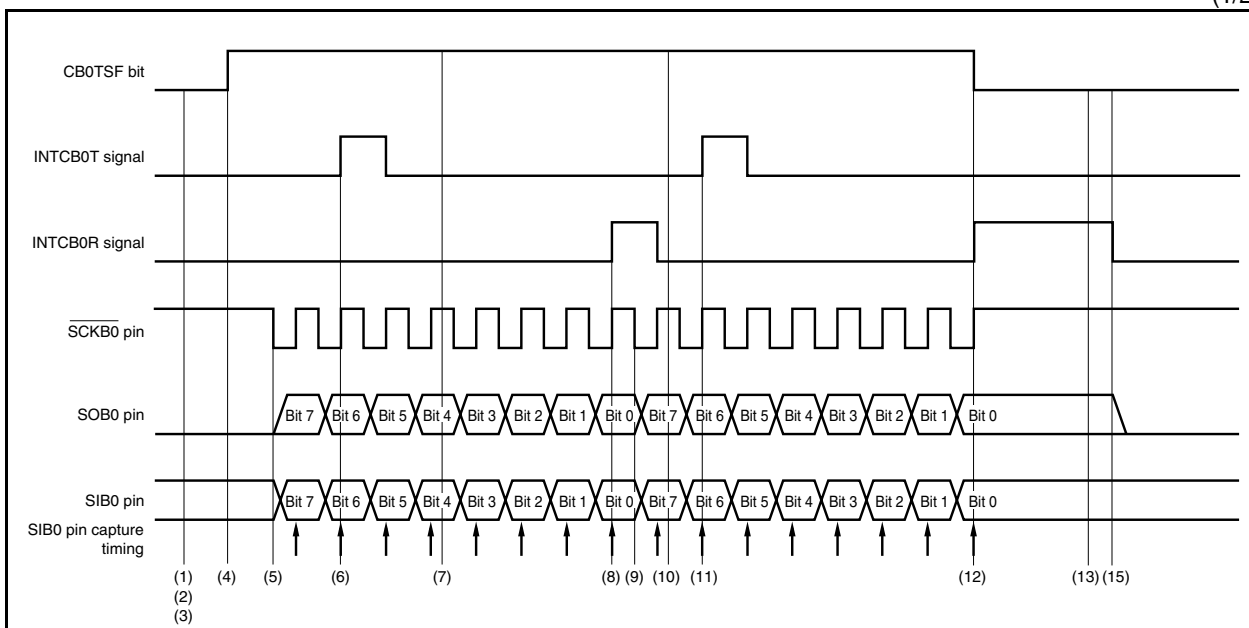 (1/2
CB0TSF bit
INTCB0T signal
INTCB0R signal
SCKB0 pin
SOB0 pin
Bit 7 Bit 6 Bit 5 Bit 4 Bit 3 Bit 2 Bit 1 Bit 0 Bit 7 Bit 6 Bit 5 Bit 4 Bit 3 Bit 2 Bit 1 Bit 0
SIB0 pin
Bit 7 Bit 6 Bit 5 Bit 4 Bit 3 Bit 2 Bit 1 Bit 0 Bit 7 Bit 6 Bit 5 Bit 4 Bit 3 Bit 2 Bit 1 Bit 0
SIB0 pin capture
timing
(1) (4) (5) (6) (7) (8) (9) (10) (11) (12) (13) (15)
(2)
(3)